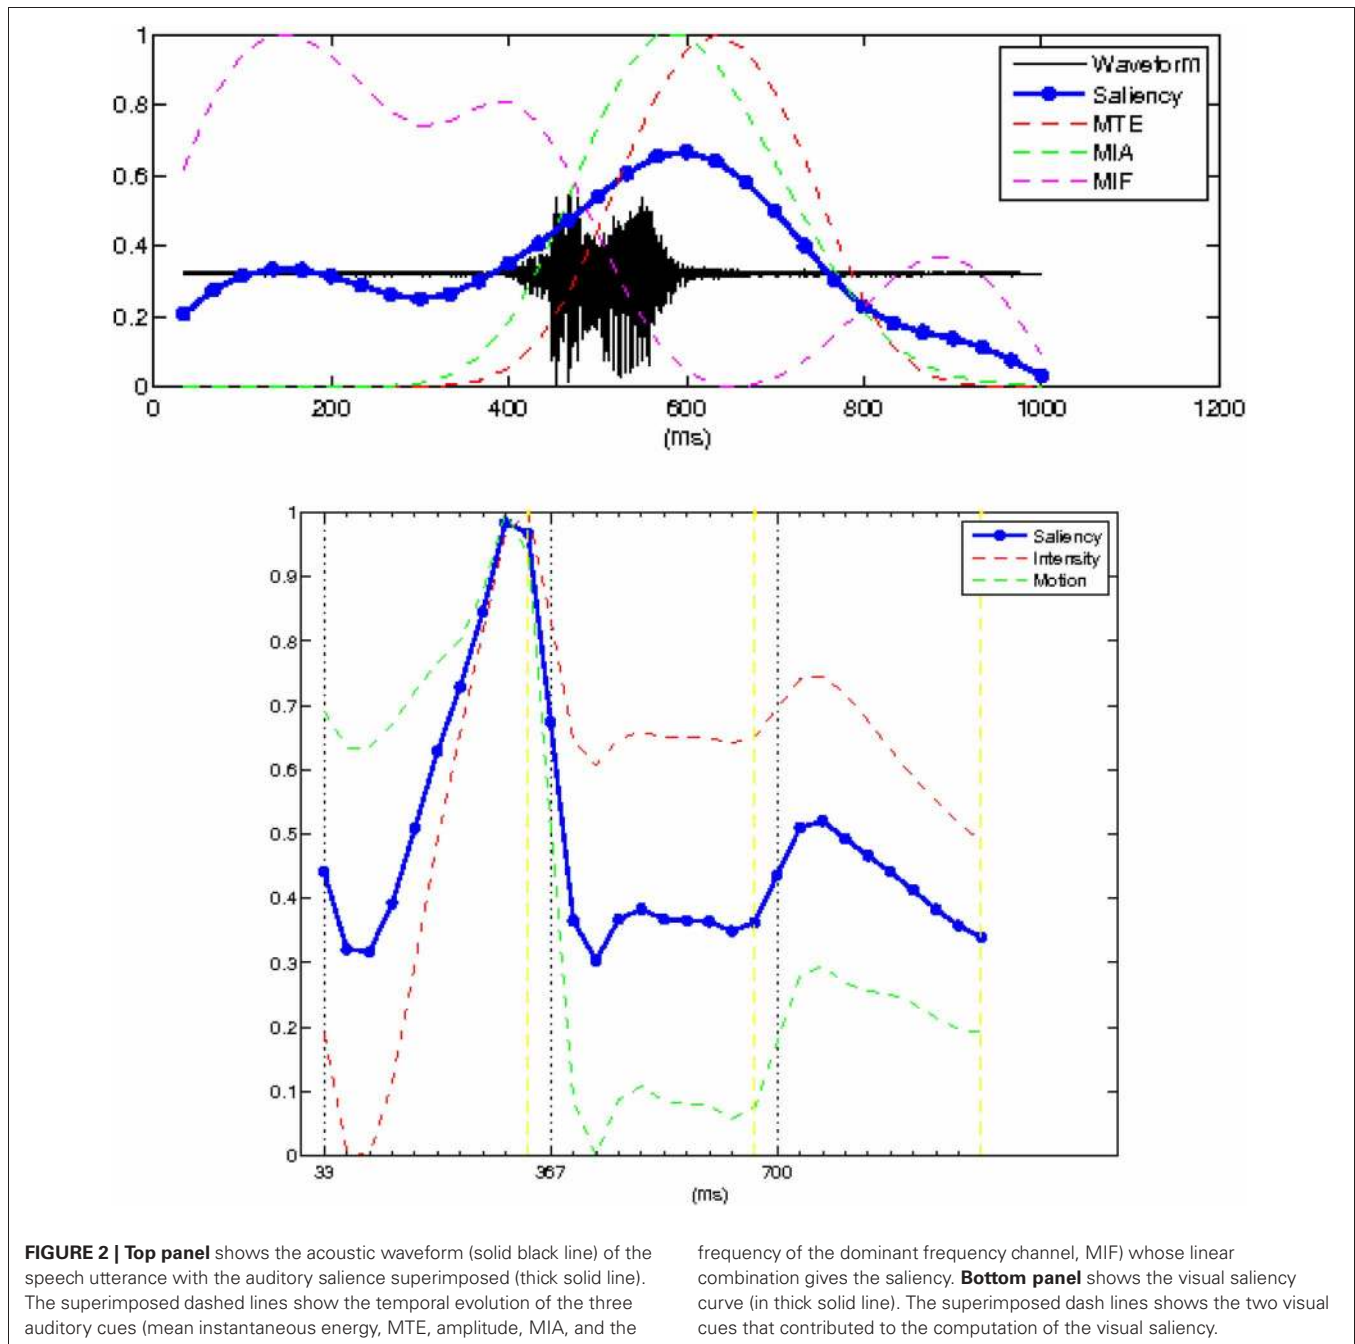 1
0.8
0.6
0.4
0.2
0
0 200 400 600 800 1000 1200
(ms)
Waveform
Saliency
MTE
MIA
MIF
1
0.9
0.8
0.7
0.6
0.5
0.4
0.3
0.2
0.1
0
33 367 700
(ms)
Saliency
Intensity
Motion
FIGURE 2 | Top panel shows the acoustic waveform (solid black line) of the
speech utterance with the auditory salience superimposed (thick solid line).
The superimposed dashed lines show the temporal evolution of the three
auditory cues (mean instantaneous energy, MTE, amplitude, MIA, and the
frequency of the dominant frequency channel, MIF) whose linear
combination gives the saliency. Bottom panel shows the visual saliency
curve (in thick solid line). The superimposed dash lines shows the two visual
cues that contributed to the computation of the visual saliency.